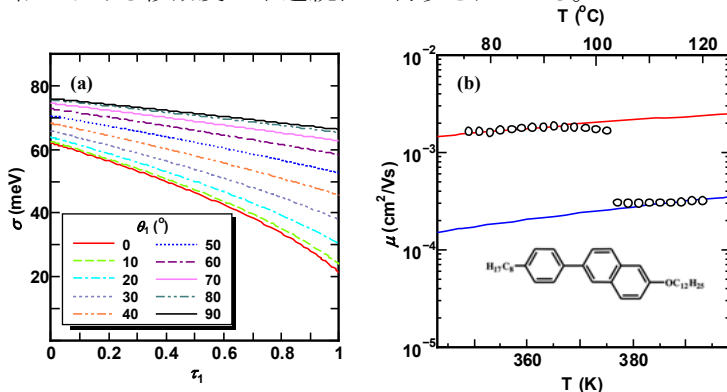 T (°C)
80 100 120
(a)
80
60
40
20
σ (meV)
θ₁ (°)
0 50
10 60
20 70
30 80
40 90
0 0.2 0.4 0.6 0.8 1
τ₁
(b)
10⁻²
10⁻³
10⁻⁴
10⁻⁵
μ (cm²/Vs)
H₁₇C₈
OC₁₂H₂₅
360 380
T (K)